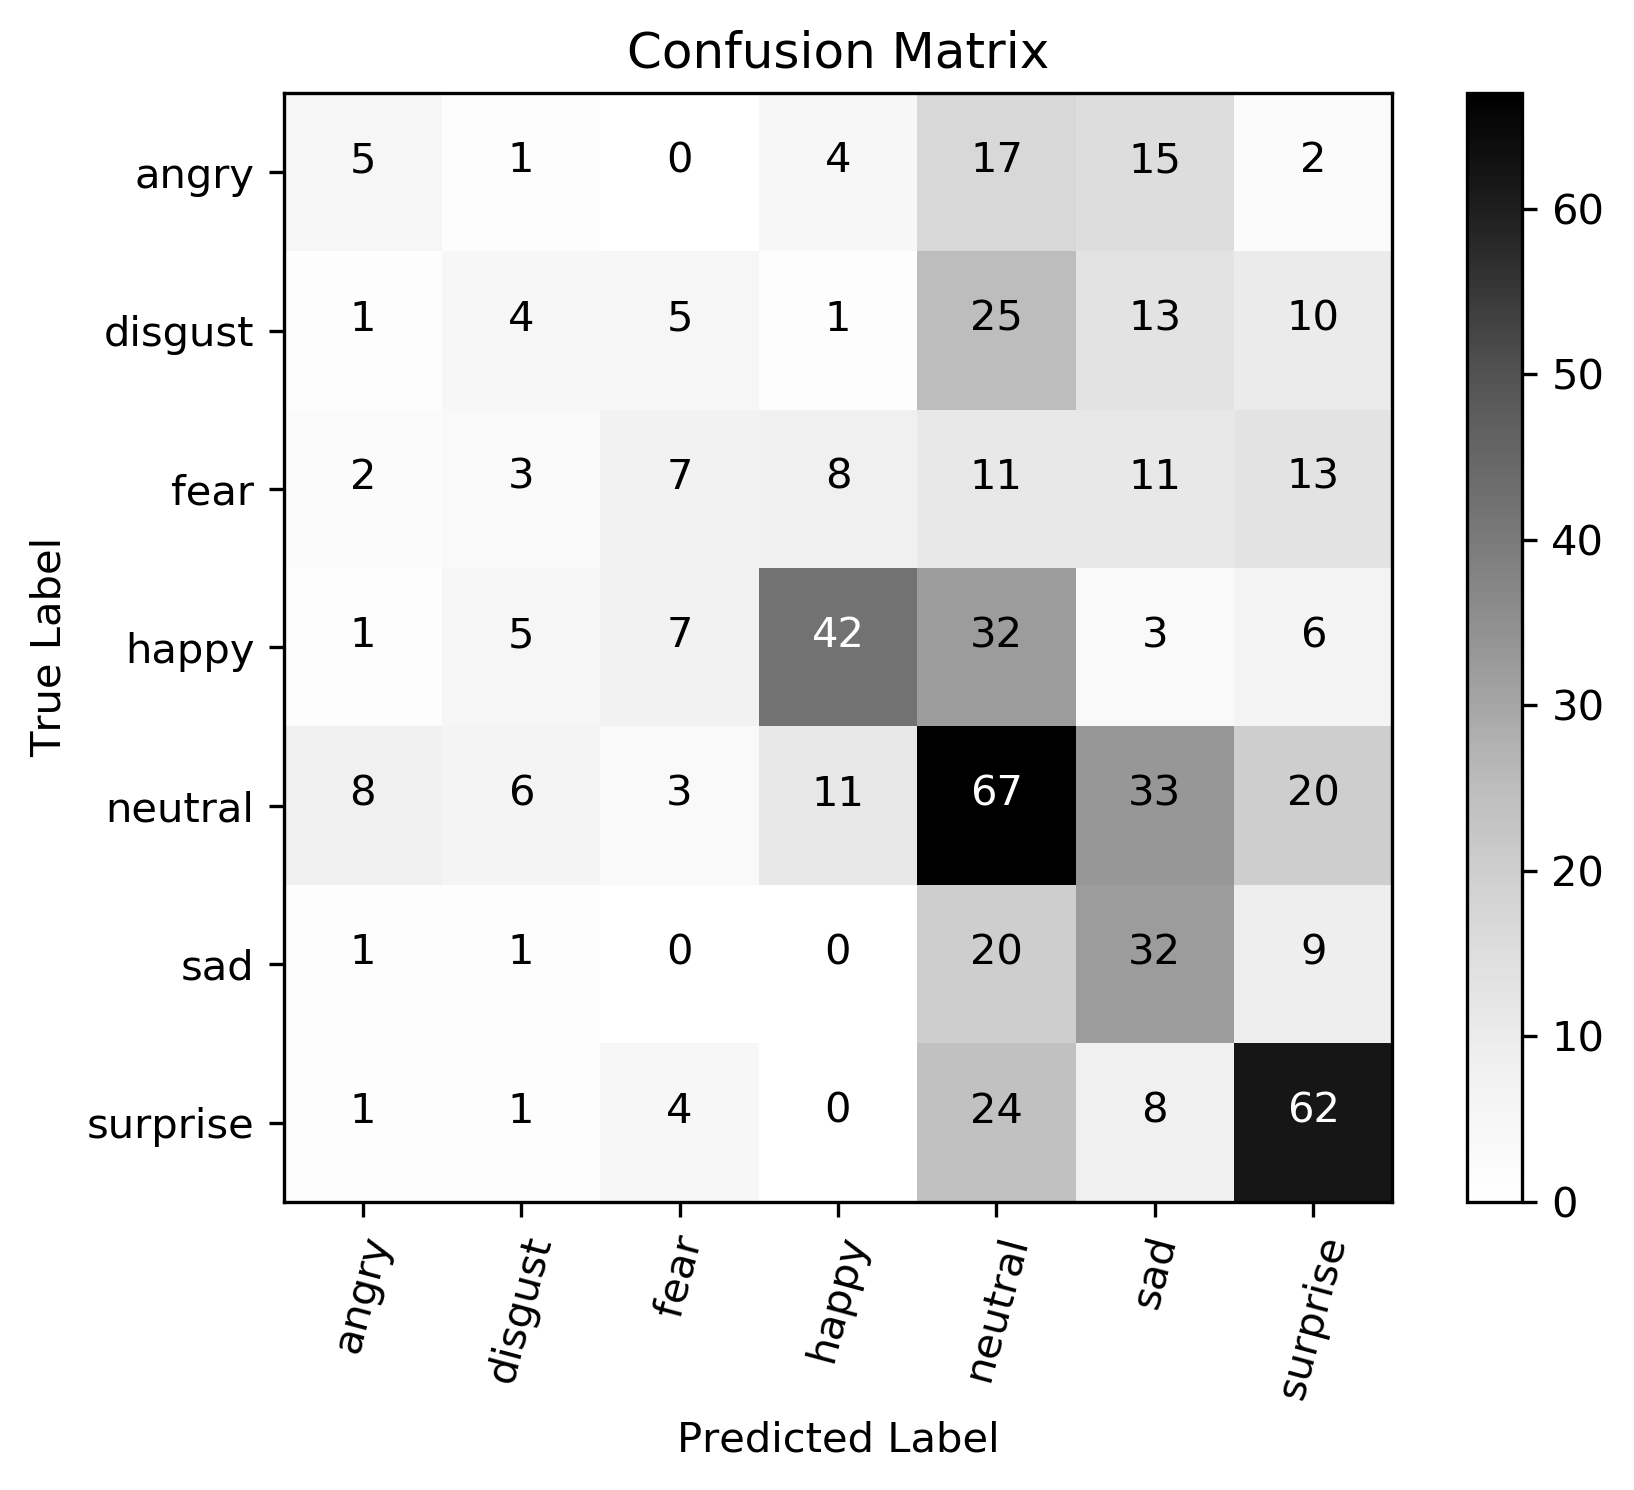 Confusion Matrix
angry 5 1 0 4 17 15 2
disgust 1 4 5 1 25 13 10
fear 2 3 7 8 11 11 13
happy 1 5 7 42 32 3 6
neutral 8 6 3 11 67 33 20
sad 1 1 0 0 20 32 9
surprise 1 1 4 0 24 8 62
True Label
angry disgust fear happy neutral sad surprise
Predicted Label
60
50
40
30
20
10
0